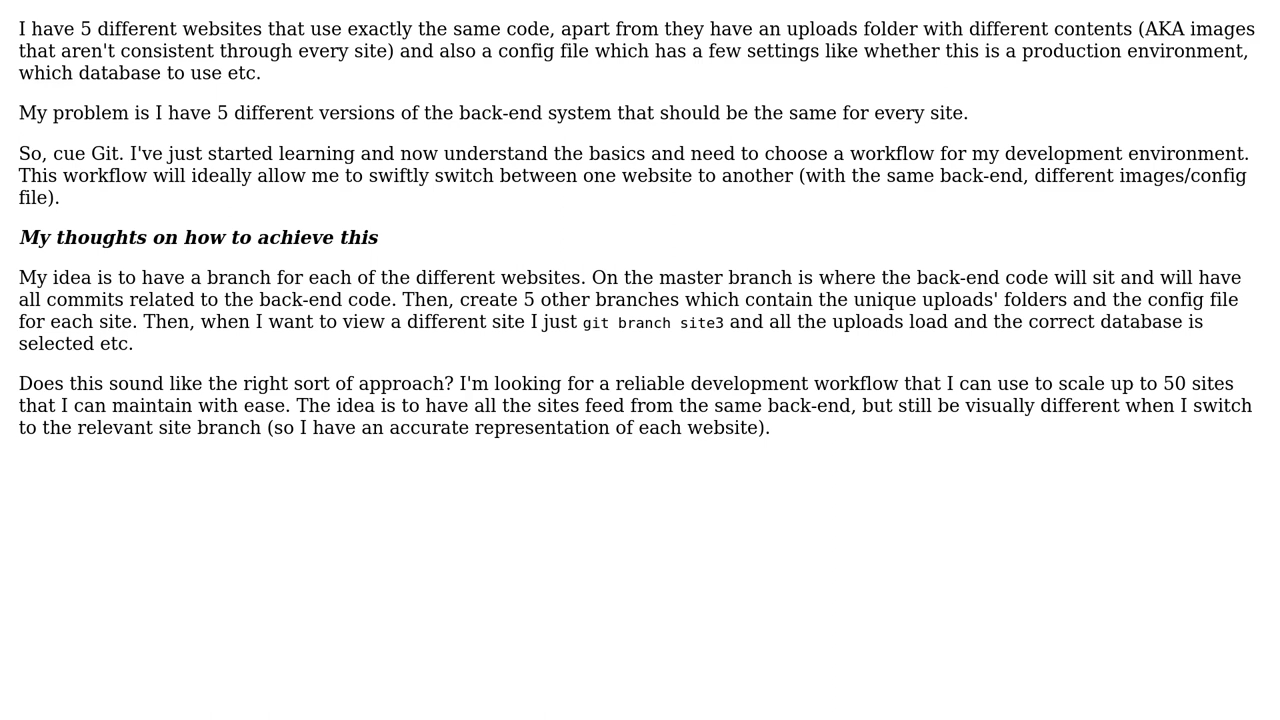 I have 5 different websites that use exactly the same code, apart from they have an uploads folder with different contents (AKA images
that aren't consistent through every site) and also a config file which has a few settings like whether this is a production environment,
which database to use etc.
My problem is I have 5 different versions of the back-end system that should be the same for every site.
So, cue Git. I've just started learning and now understand the basics and need to choose a workflow for my development environment.
This workflow will ideally allow me to swiftly switch between one website to another (with the same back-end, different images/config
file).
My thoughts on how to achieve this
My idea is to have a branch for each of the different websites. On the master branch is where the back-end code will sit and will have
all commits related to the back-end code. Then, create 5 other branches which contain the unique uploads' folders and the config file
for each site. Then, when I want to view a different site I just git branch site3 and all the uploads load and the correct database is
selected etc.
Does this sound like the right sort of approach? I'm looking for a reliable development workflow that I can use to scale up to 50 sites
that I can maintain with ease. The idea is to have all the sites feed from the same back-end, but still be visually different when I switch
to the relevant site branch (so I have an accurate representation of each website).